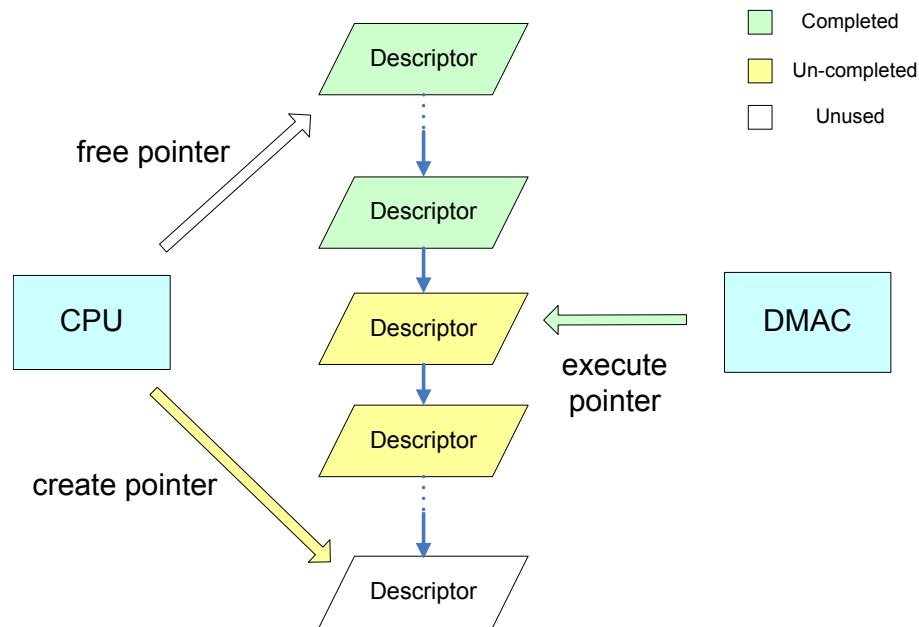 Descriptor
Completed
Un-completed
Unused
free pointer
Descriptor
CPU
Descriptor
DMAC
execute
pointer
Descriptor
create pointer
Descriptor